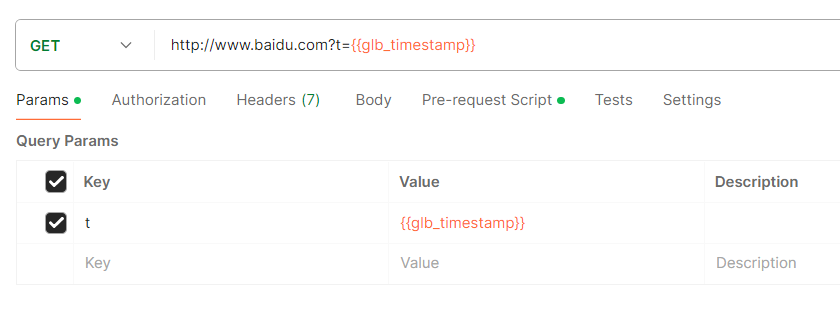 GET http://www.baidu.com?t={{glb_timestamp}}
Params Authorization Headers (7) Body Pre-request Script Tests Settings
Query Params
Key Value Description
t {{glb_timestamp}}
Key Value Description